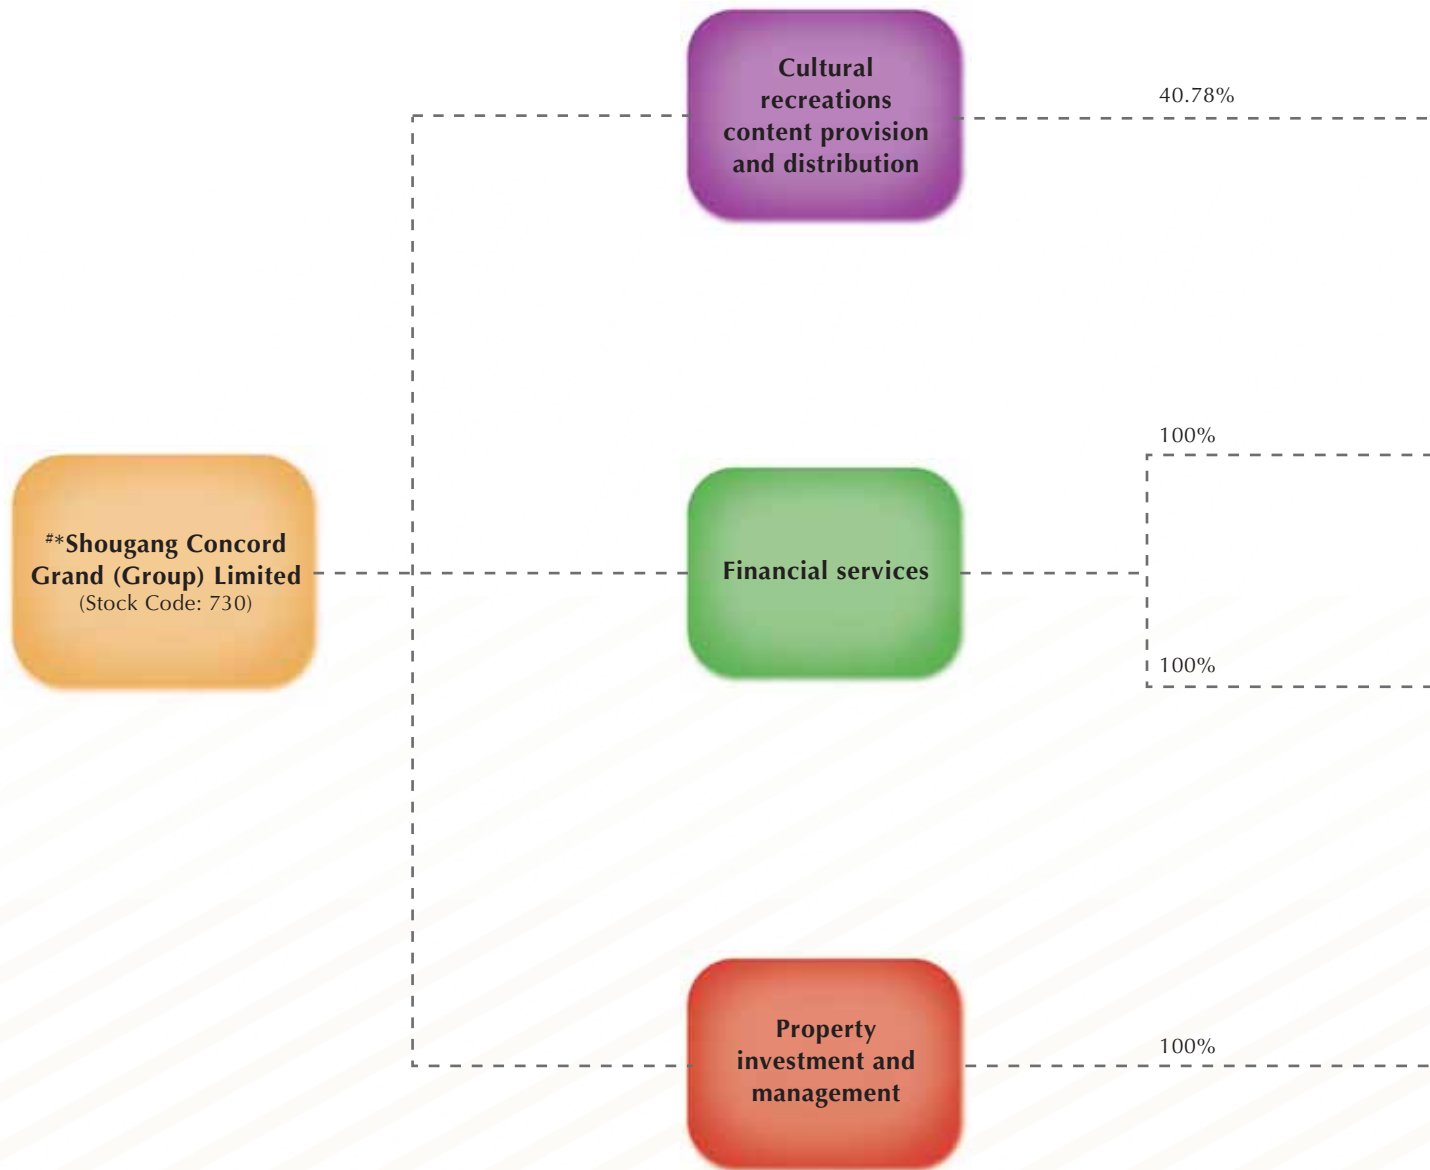 Cultural
recreations
content provision
and distribution
40.78%
100%
#*Shougang Concord
Grand (Group) Limited
(Stock Code: 730)
Financial services
100%
Property
investment and
management
100%